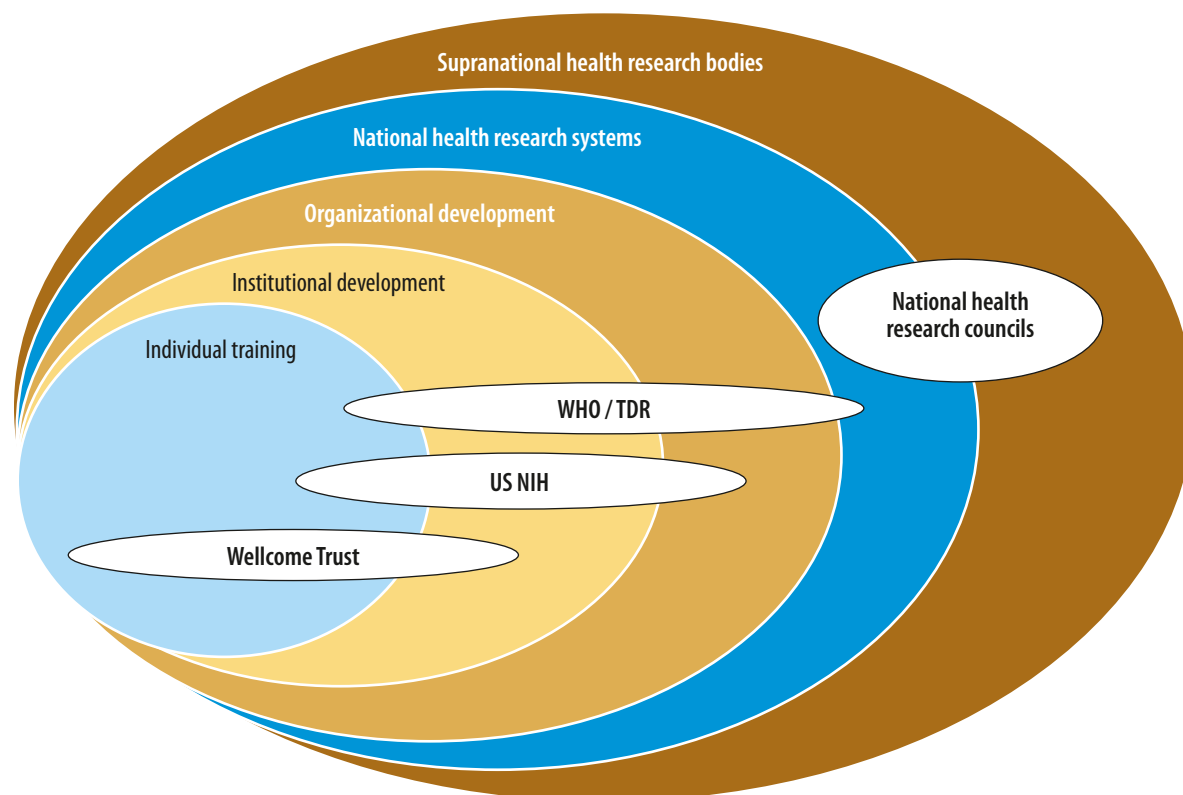 Supranational health research bodies
National health research systems
Organizational development
Institutional development
Individual training
National health
research councils
WHO / TDR
US NIH
Wellcome Trust